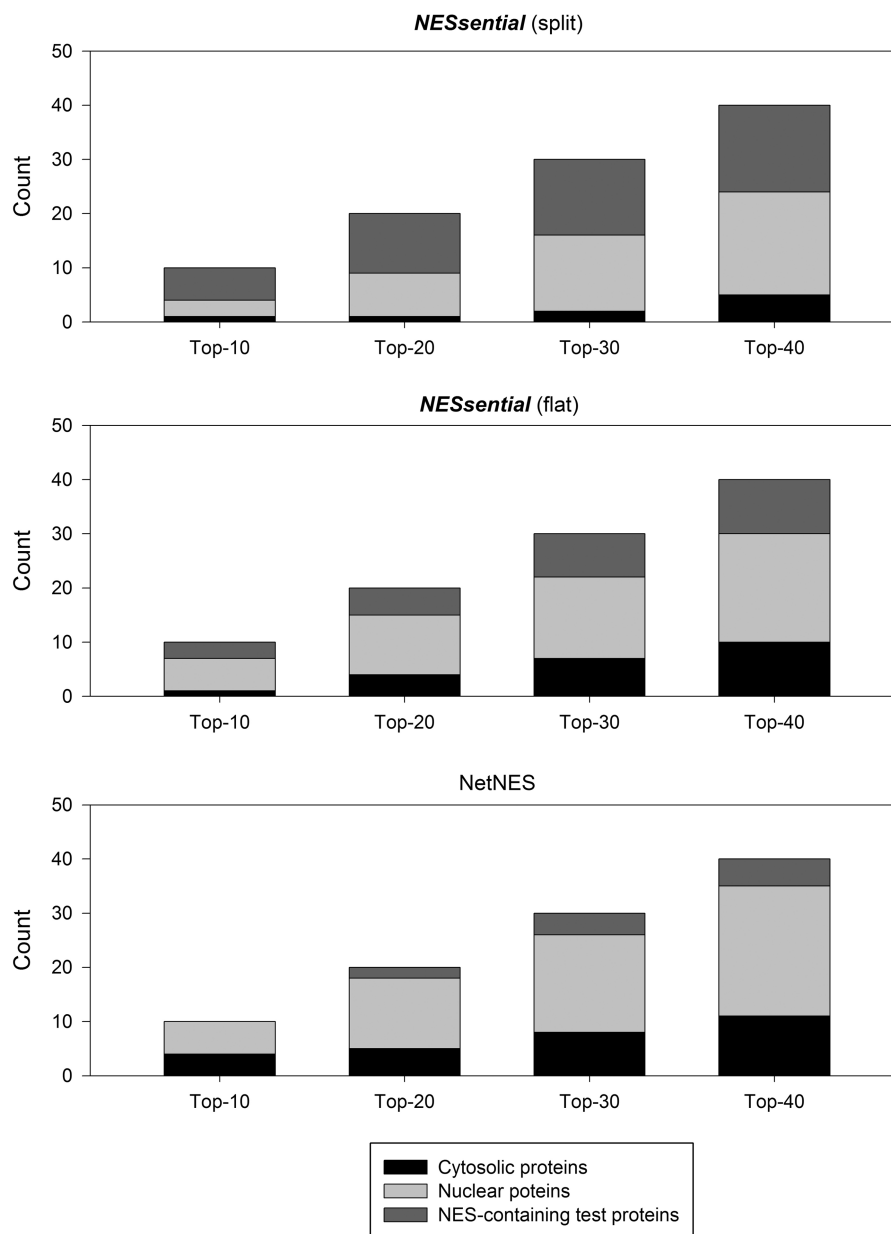 NESsential (split)
50
40
30
20
10
0
Count
Top-10 Top-20 Top-30 Top-40
NESsential (flat)
50
40
30
20
10
0
Count
Top-10 Top-20 Top-30 Top-40
NetNES
50
40
30
20
10
0
Count
Top-10 Top-20 Top-30 Top-40
Cytosolic proteins
Nuclear poteins
NES-containing test proteins